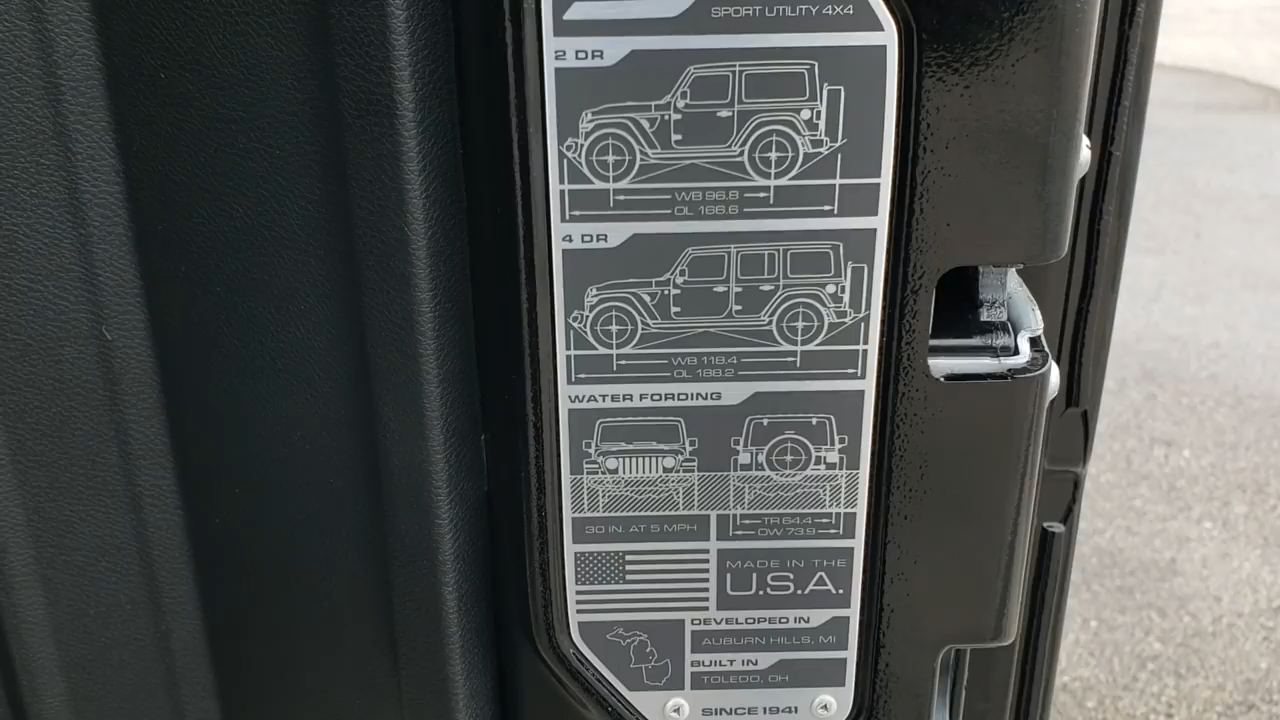 SPORT UTILITY 4X4
2 DR
WB 96.8
OL 166.6
4 DR
WB 118.4
OL 188.2
WATER FORDING
30 IN. AT 5 MPH
TR 64.4
OW 73.9
MADE IN THE
U.S.A.
DEVELOPED IN
AUBURN HILLS, MI
BUILT IN
TOLEDO, OH
SINCE 1941